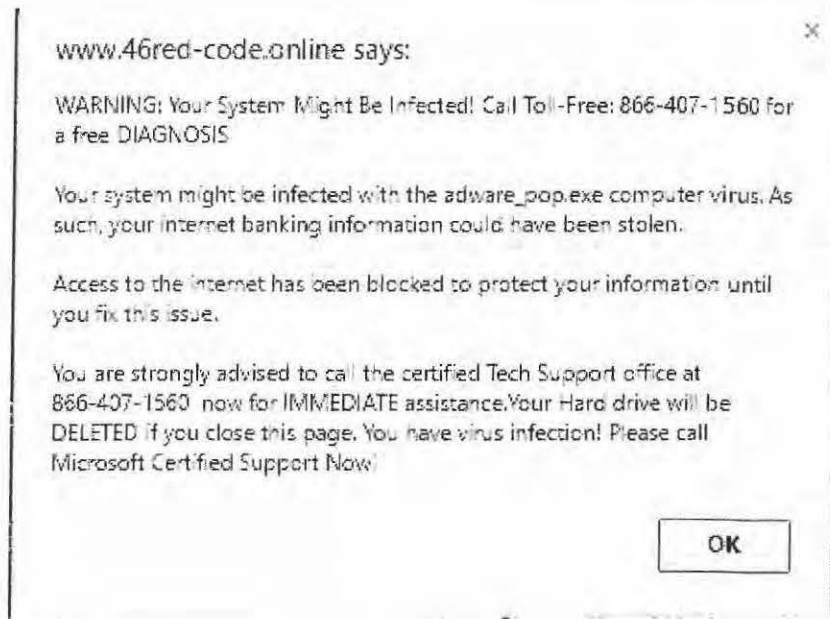 www.46red-code.online says:
WARNING: Your System Might Be Infected! Call Toll-Free: 866-407-1560 for
a free DIAGNOSIS
Your system might be infected with the adware_pop.exe computer virus. As
such, your internet banking information could have been stolen.
Access to the internet has been blocked to protect your information until
you fix this issue.
You are strongly advised to call the certified Tech Support office at
866-407-1560 now for IMMEDIATE assistance.Your Hard drive will be
DELETED if you close this page. You have virus infection! Please call
Microsoft Certified Support Now!
OK